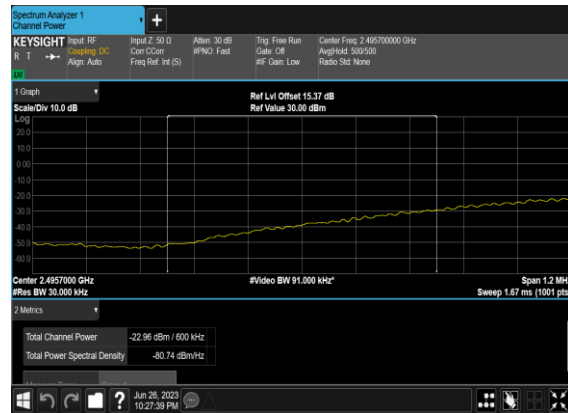 Spectrum Analyzer 1
Channel Power
+
KEYSIGHT Input: RF Input Z: 50 Ω Atten: 30 dB Trig: Free Run Center Freq: 2.495700000 GHz
R T Coupling: DC Corr CCorr #PNO: Fast Gate: Off Avg|Hold: 500/500
Align: Auto Freq Ref: Int (S) #IF Gain: Low Radio Std: None
1 Graph
Ref Lvl Offset 15.37 dB
Scale/Div 10.0 dB Ref Value 30.00 dBm
Log
20.0
10.0
0.00
-10.0
-20.0
-30.0
-40.0
-50.0
-60.0
Center 2.4957000 GHz #Video BW 91.000 kHz* Span 1.2 MH
#Res BW 30.000 kHz Sweep 1.67 ms (1001 pts
2 Metrics
Total Channel Power -22.96 dBm / 600 kHz
Total Power Spectral Density -80.74 dBm/Hz
?
Jun 26, 2023
10:27:39 PM